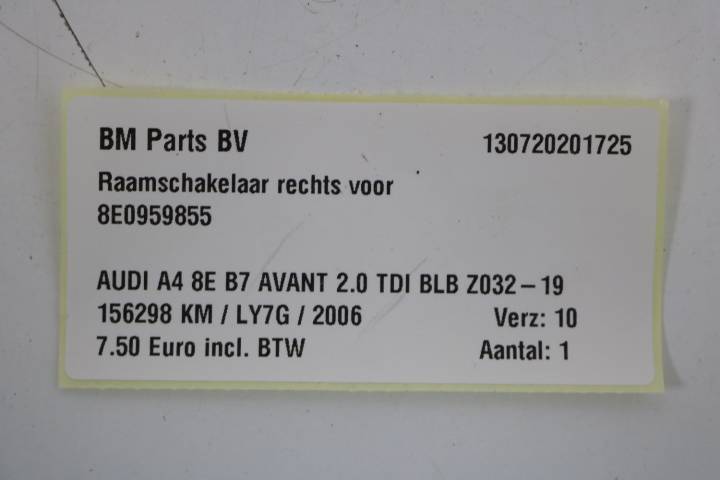 BM Parts BV 130720201725
Raamschakelaar rechts voor
8E0959855
AUDI A4 8E B7 AVANT 2.0 TDI BLB Z032-19
156298 KM / LY7G / 2006 Verz: 10
7.50 Euro incl. BTW Aantal: 1